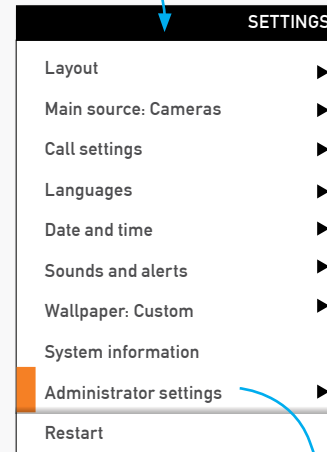 SETTINGS
Layout
Main source: Cameras
Call settings
Languages
Date and time
Sounds and alerts
Wallpaper: Custom
System information
Administrator settings
Restart